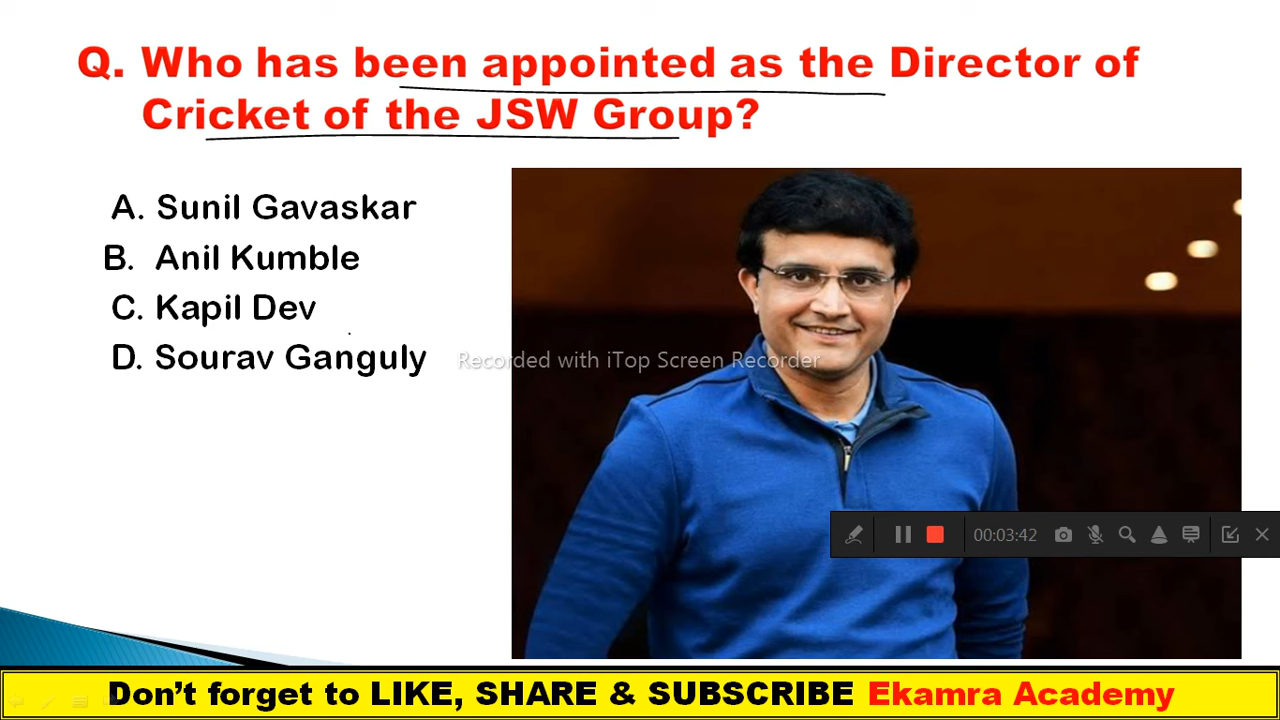 Q. Who has been appointed as the Director of
Cricket of the JSW Group?
A. Sunil Gavaskar
B. Anil Kumble
C. Kapil Dev
D. Sourav Ganguly
Recorded with iTop Screen Recorder
00:03:42
Don't forget to LIKE, SHARE & SUBSCRIBE Ekamra Academy